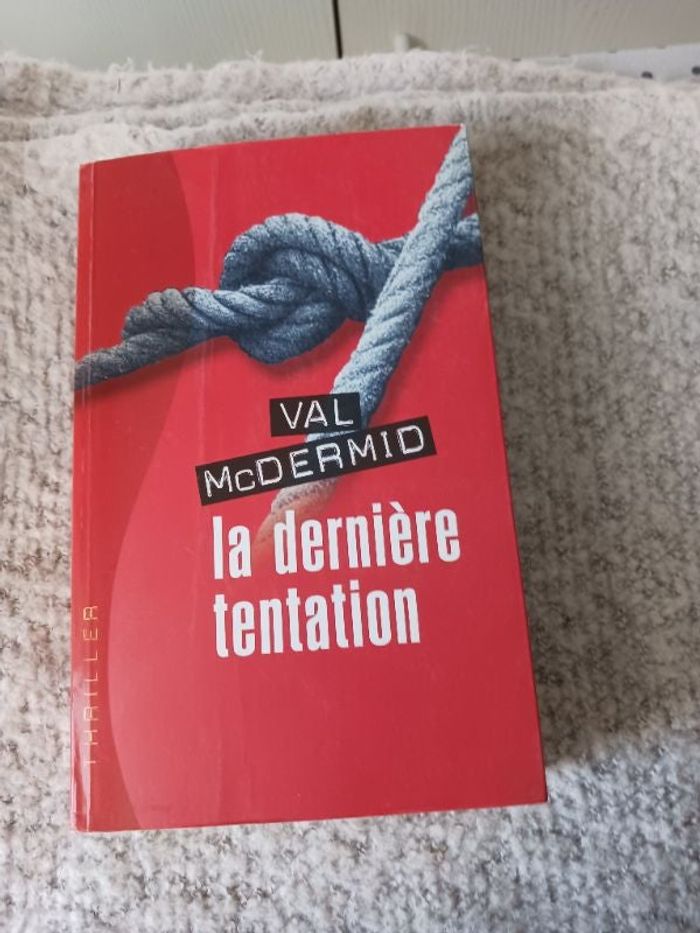 VAL
McDERMID
la dernière
tentation
THRILLER